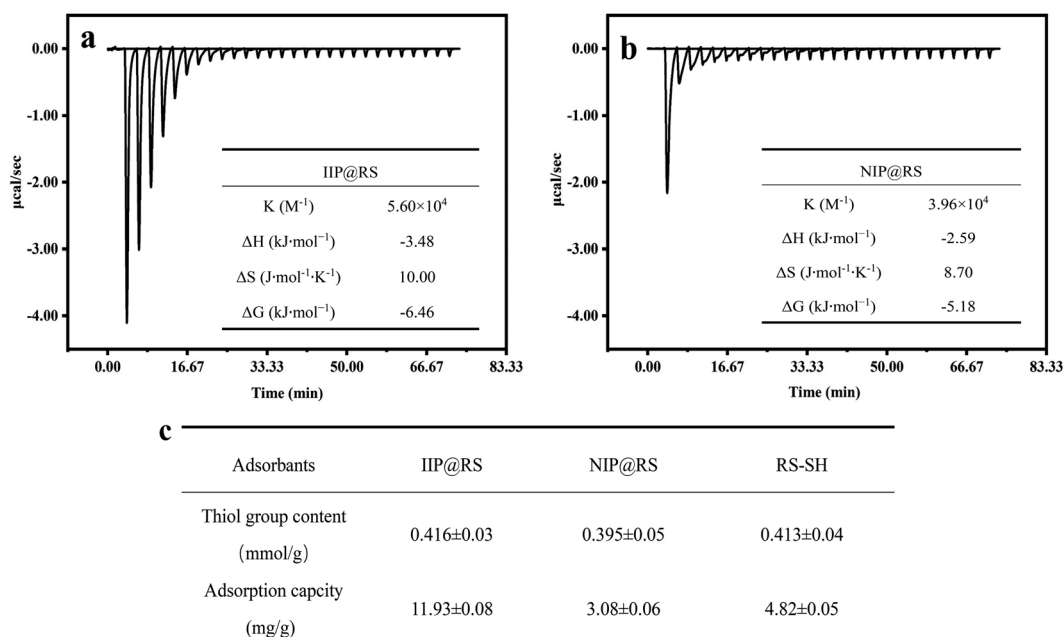 a
0.00
-1.00
-2.00
-3.00
-4.00
μcal/sec
IIP@RS
K (M⁻¹) 5.60×10⁴
ΔH (kJ·mol⁻¹) -3.48
ΔS (J·mol⁻¹·K⁻¹) 10.00
ΔG (kJ·mol⁻¹) -6.46
0.00 16.67 33.33 50.00 66.67 83.33
Time (min)
b
0.00
-1.00
-2.00
-3.00
-4.00
μcal/sec
NIP@RS
K (M⁻¹) 3.96×10⁴
ΔH (kJ·mol⁻¹) -2.59
ΔS (J·mol⁻¹·K⁻¹) 8.70
ΔG (kJ·mol⁻¹) -5.18
0.00 16.67 33.33 50.00 66.67 83.33
Time (min)
c
Adsorbants IIP@RS NIP@RS RS-SH
Thiol group content
(mmol/g) 0.416±0.03 0.395±0.05 0.413±0.04
Adsorption capcity
(mg/g) 11.93±0.08 3.08±0.06 4.82±0.05